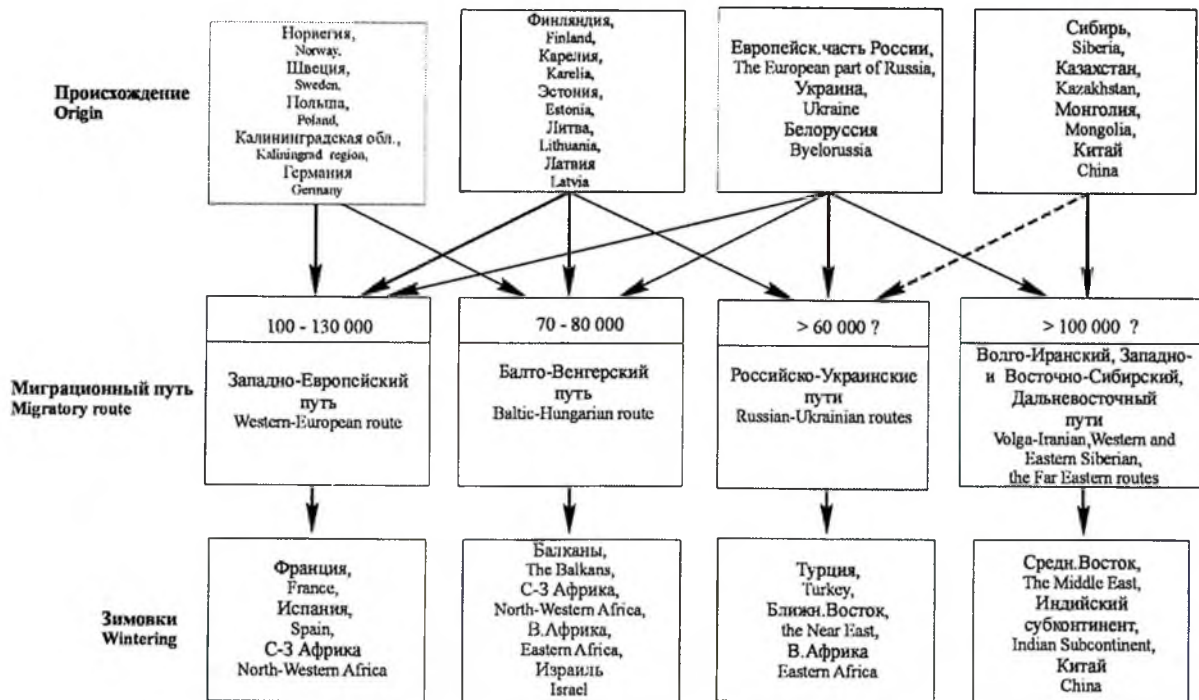 Происхождение
Origin
Норвегия,
Norway,
Швеция,
Sweden,
Польша,
Poland,
Калининградская обл.,
Kaliningrad region,
Германия
Germany
Финляндия,
Finland,
Карелия,
Karelia,
Эстония,
Estonia,
Литва,
Lithuania,
Латвия
Latvia
Европейск.часть России,
The European part of Russia,
Украина,
Ukraine
Белоруссия
Byelorussia
Сибирь,
Siberia,
Казахстан,
Kazakhstan,
Монголия,
Mongolia,
Китай
China
Миграционный путь
Migratory route
100 - 130 000
Западно-Европейский
путь
Western-European route
70 - 80 000
Балто-Венгерский
путь
Baltic-Hungarian route
> 60 000 ?
Российско-Украинские
пути
Russian-Ukrainian routes
> 100 000 ?
Волго-Иранский, Западно-
и Восточно-Сибирский,
Дальневосточный
пути
Volga-Iranian,Western and
Eastern Siberian,
the Far Eastern routes
Зимовки
Wintering
Франция,
France,
Испания,
Spain,
С-З Африка
North-Western Africa
Балканы,
The Balkans,
С-З Африка,
North-Western Africa,
В.Африка,
Eastern Africa,
Израиль
Israel
Турция,
Turkey,
Ближн.Восток,
the Near East,
В.Африка
Eastern Africa
Средн.Восток,
The Middle East,
Индийский
субконтинент,
Indian Subcontinent,
Китай
China